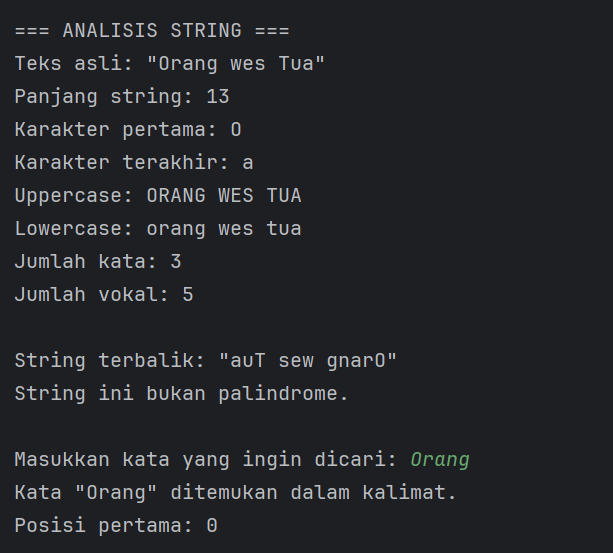 === ANALISIS STRING ===
Teks asli: "Orang wes Tua"
Panjang string: 13
Karakter pertama: O
Karakter terakhir: a
Uppercase: ORANG WES TUA
Lowercase: orang wes tua
Jumlah kata: 3
Jumlah vokal: 5
String terbalik: "auT sew gnarO"
String ini bukan palindrome.
Masukkan kata yang ingin dicari: Orang
Kata "Orang" ditemukan dalam kalimat.
Posisi pertama: 0